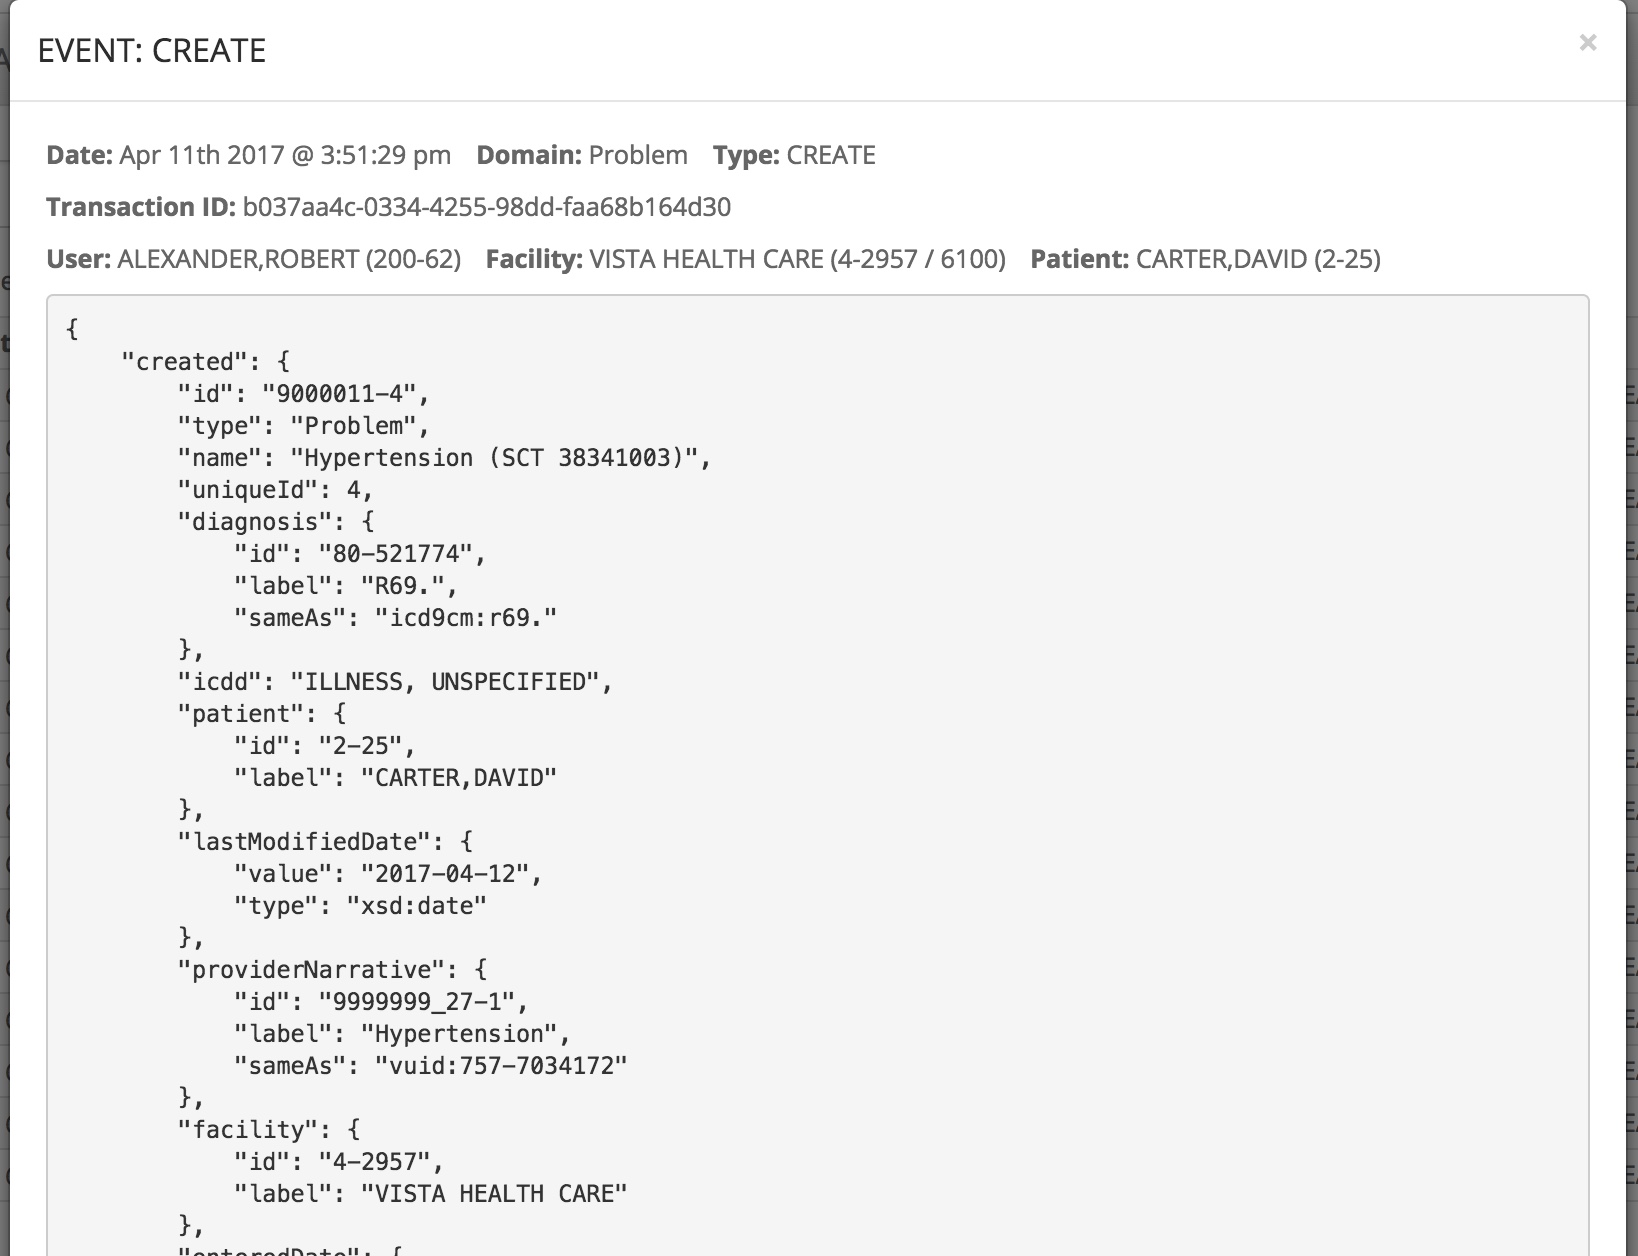 EVENT: CREATE
×
Date: Apr 11th 2017 @ 3:51:29 pm Domain: Problem Type: CREATE
Transaction ID: b037aa4c-0334-4255-98dd-faa68b164d30
User: ALEXANDER,ROBERT (200-62) Facility: VISTA HEALTH CARE (4-2957 / 6100) Patient: CARTER,DAVID (2-25)
{
    "created": {
        "id": "9000011-4",
        "type": "Problem",
        "name": "Hypertension (SCT 38341003)",
        "uniqueId": 4,
        "diagnosis": {
            "id": "80-521774",
            "label": "R69.",
            "sameAs": "icd9cm:r69."
        },
        "icdd": "ILLNESS, UNSPECIFIED",
        "patient": {
            "id": "2-25",
            "label": "CARTER,DAVID"
        },
        "lastModifiedDate": {
            "value": "2017-04-12",
            "type": "xsd:date"
        },
        "providerNarrative": {
            "id": "9999999_27-1",
            "label": "Hypertension",
            "sameAs": "vuid:757-7034172"
        },
        "facility": {
            "id": "4-2957",
            "label": "VISTA HEALTH CARE"
        },
        "enteredDate": {